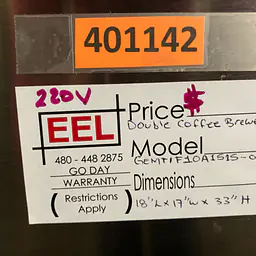 401142
220V
EEL
Price $
Double Coffee Brewe
480-448 2875
Model
GO DAY
WARRANTY
Dimensions
(Restrictions Apply)
18"L x 17"W x 33"H